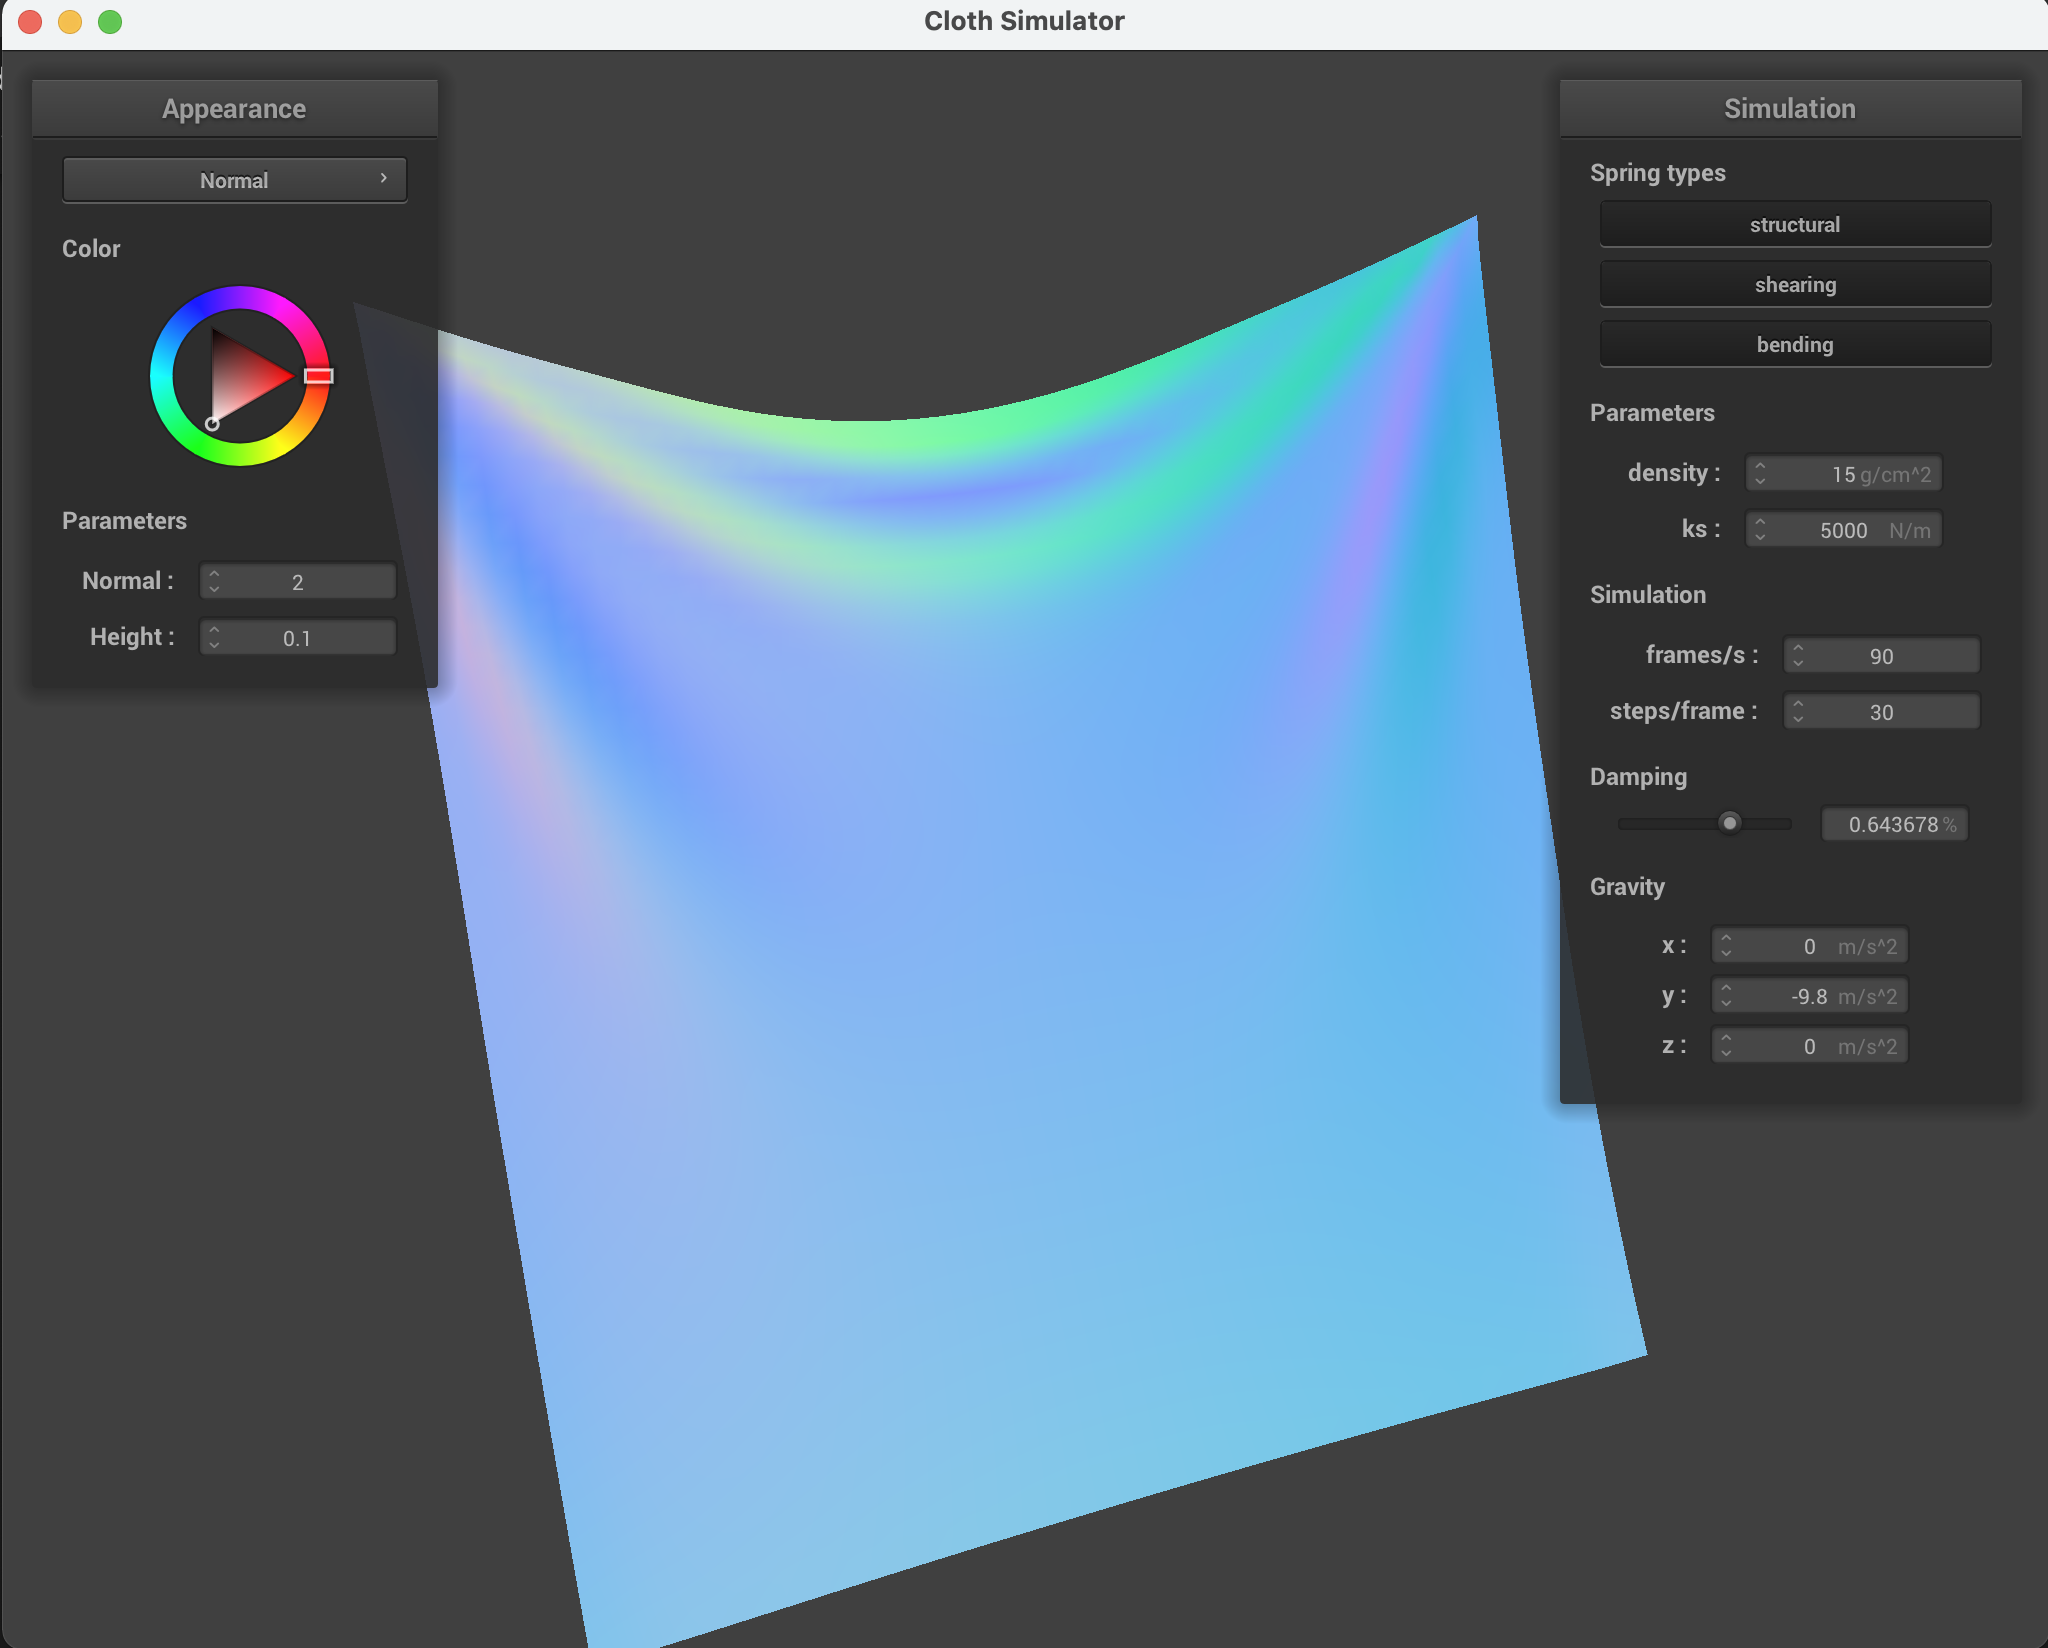 Cloth Simulator
Appearance
Normal
Color
Parameters
Normal : 2
Height : 0.1
Simulation
Spring types
structural
shearing
bending
Parameters
density : 15 g/cm^2
ks : 5000 N/m
Simulation
frames/s : 90
steps/frame : 30
Damping
0.643678 %
Gravity
x : 0 m/s^2
y : -9.8 m/s^2
z : 0 m/s^2